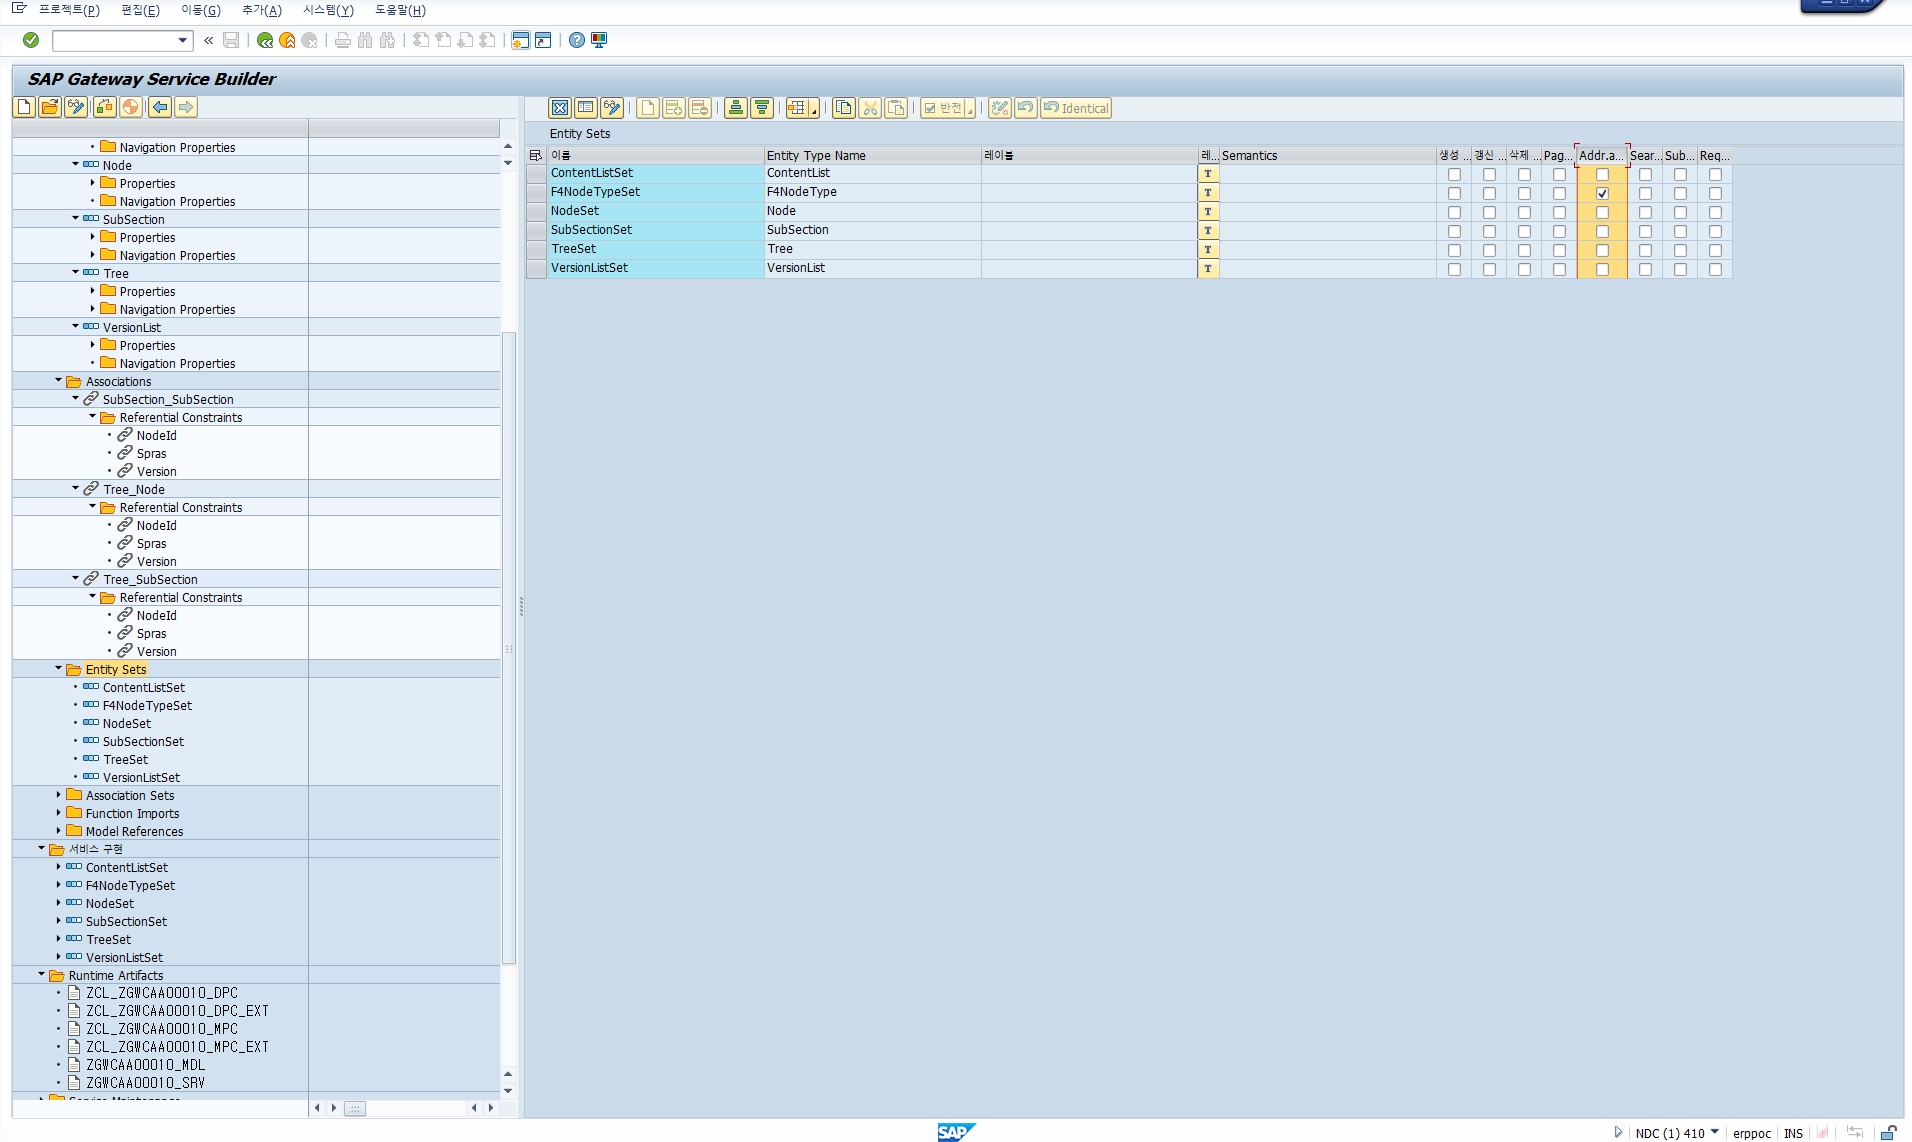 프로젝트(P) 편집(E) 이동(G) 추가(A) 시스템(Y) 도움말(H)
SAP Gateway Service Builder
반전
Identical
Navigation Properties
Node
Properties
Navigation Properties
SubSection
Properties
Navigation Properties
Tree
Properties
Navigation Properties
VersionList
Properties
Navigation Properties
Associations
SubSection_SubSection
Referential Constraints
NodeId
Spras
Version
Tree_Node
Referential Constraints
NodeId
Spras
Version
Tree_SubSection
Referential Constraints
NodeId
Spras
Version
Entity Sets
ContentListSet
F4NodeTypeSet
NodeSet
SubSectionSet
TreeSet
VersionListSet
Association Sets
Function Imports
Model References
서비스 구현
ContentListSet
F4NodeTypeSet
NodeSet
SubSectionSet
TreeSet
VersionListSet
Runtime Artifacts
ZCL_ZGWCAA00010_DPC
ZCL_ZGWCAA00010_DPC_EXT
ZCL_ZGWCAA00010_MPC
ZCL_ZGWCAA00010_MPC_EXT
ZGWCAA00010_MDL
ZGWCAA00010_SRV
Service Maintenance
Entity Sets
이름 Entity Type Name 레이블 레... Semantics 생성 ... 갱신 ... 삭제 ... Pag... Addr.a... Sear... Sub... Req...
ContentListSet ContentList T
F4NodeTypeSet F4NodeType T
NodeSet Node T
SubSectionSet SubSection T
TreeSet Tree T
VersionListSet VersionList T
SAP
NDC (1) 410 erppoc INS